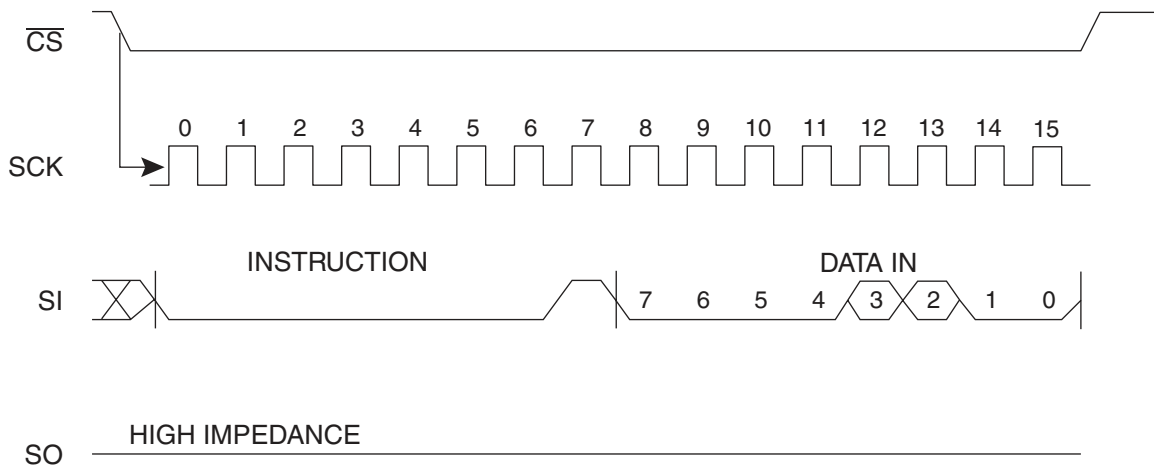 C̅S̅
0 1 2 3 4 5 6 7 8 9 10 11 12 13 14 15
SCK
INSTRUCTION DATA IN
SI 7 6 5 4 3 2 1 0
HIGH IMPEDANCE
SO